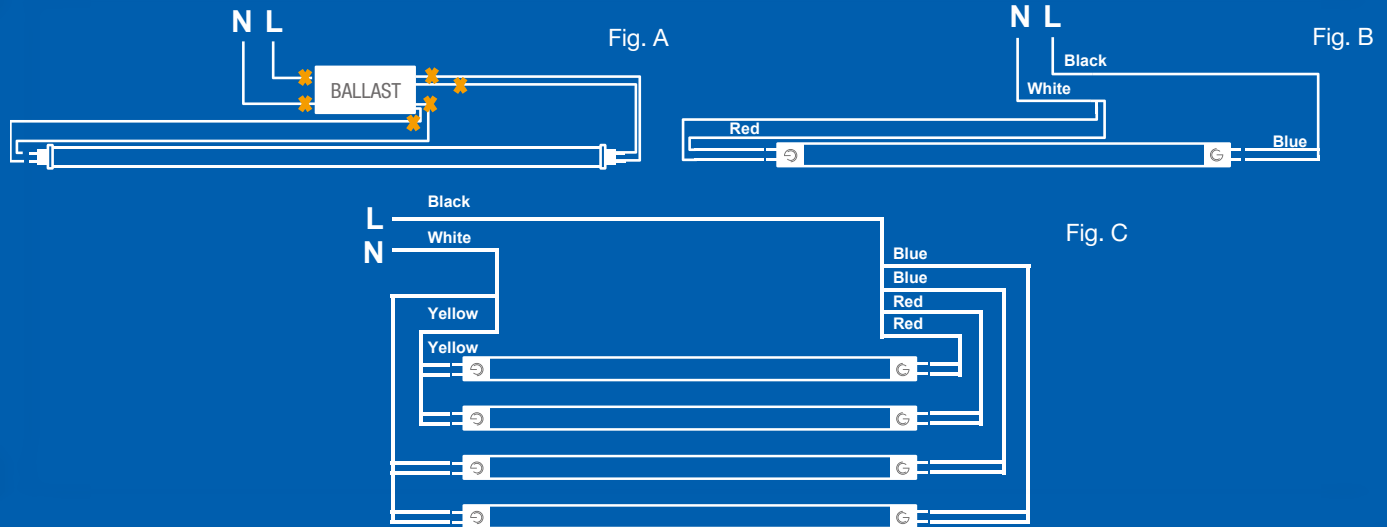 N L
Fig. A
BALLAST
N L
Fig. B
Black
White
Red
Blue
L
Black
Fig. C
N
White
Blue
Blue
Yellow
Red
Yellow
Red
G G
G G
G G
G G
G G